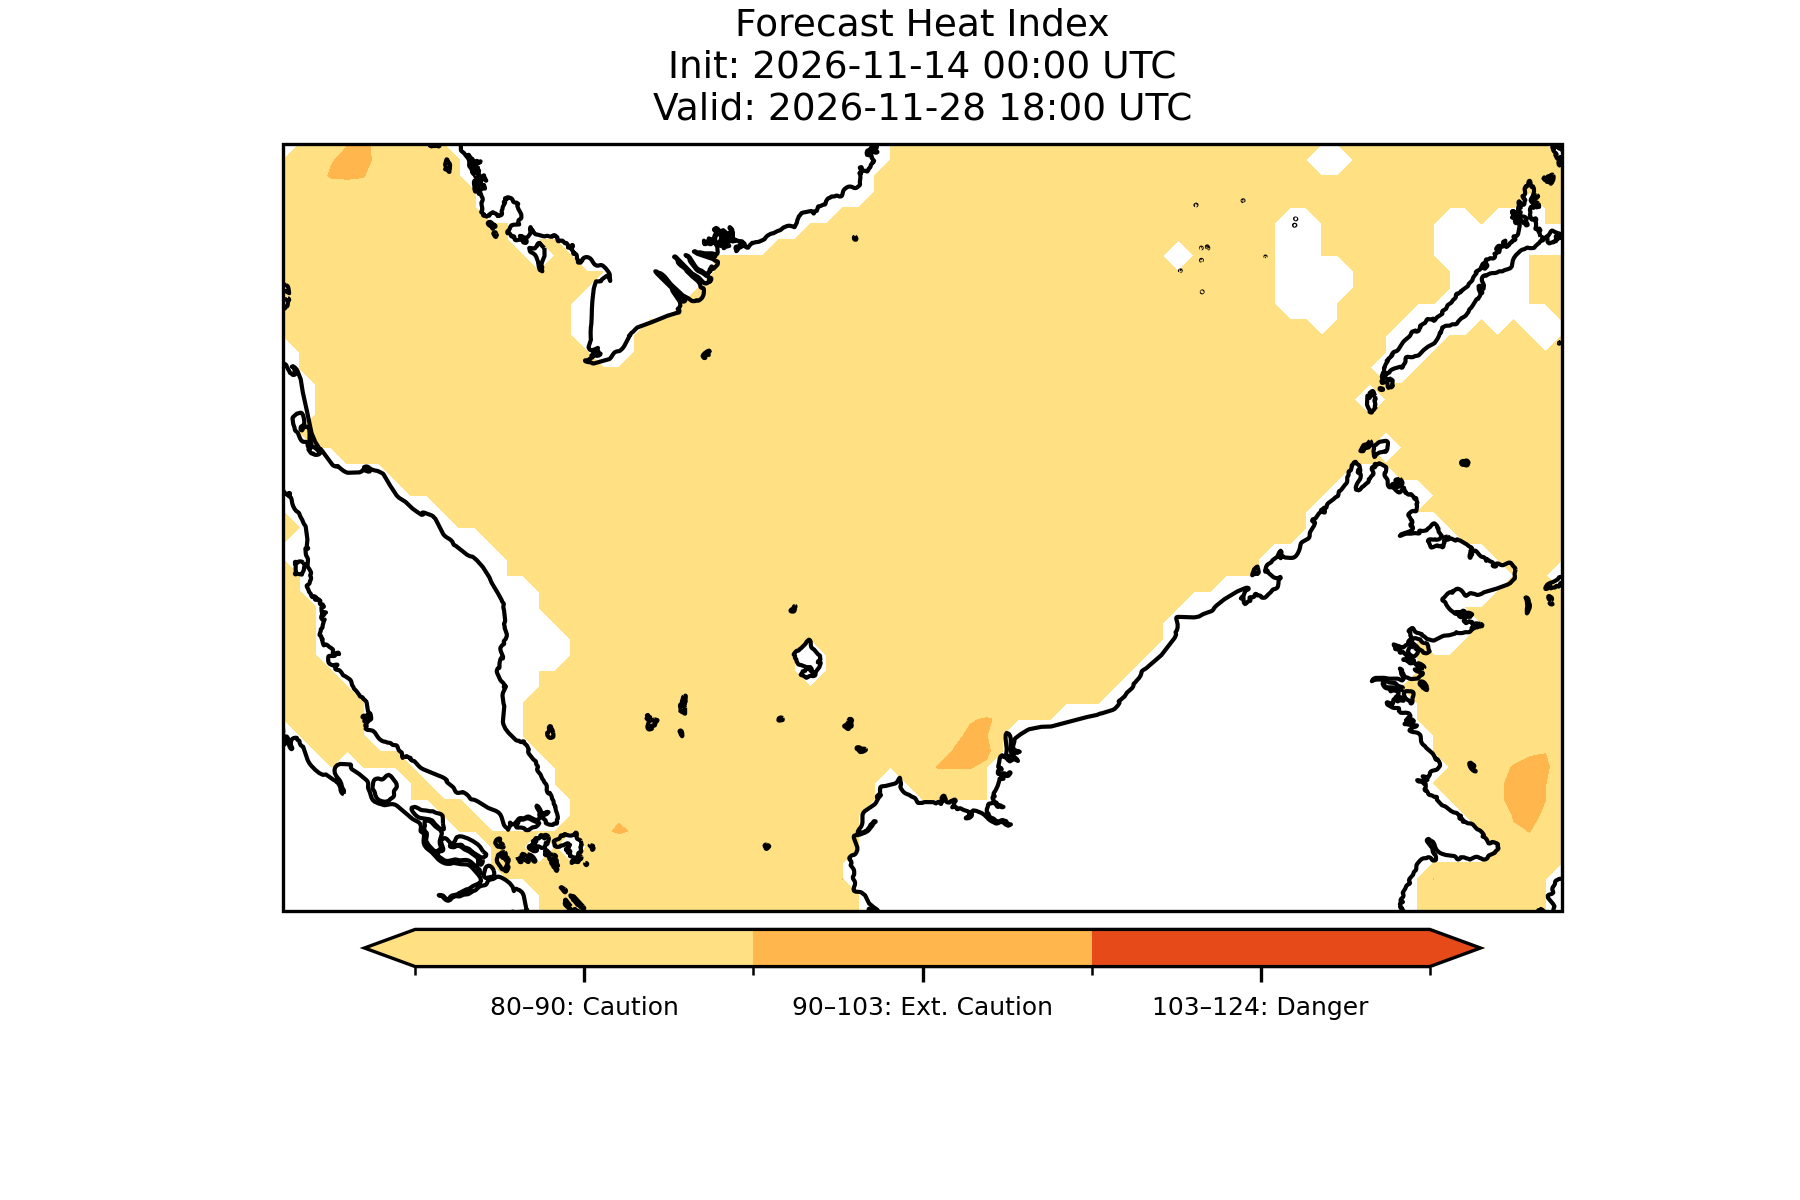 Forecast Heat Index
Init: 2026-11-14 00:00 UTC
Valid: 2026-11-28 18:00 UTC
80–90: Caution
90–103: Ext. Caution
103–124: Danger